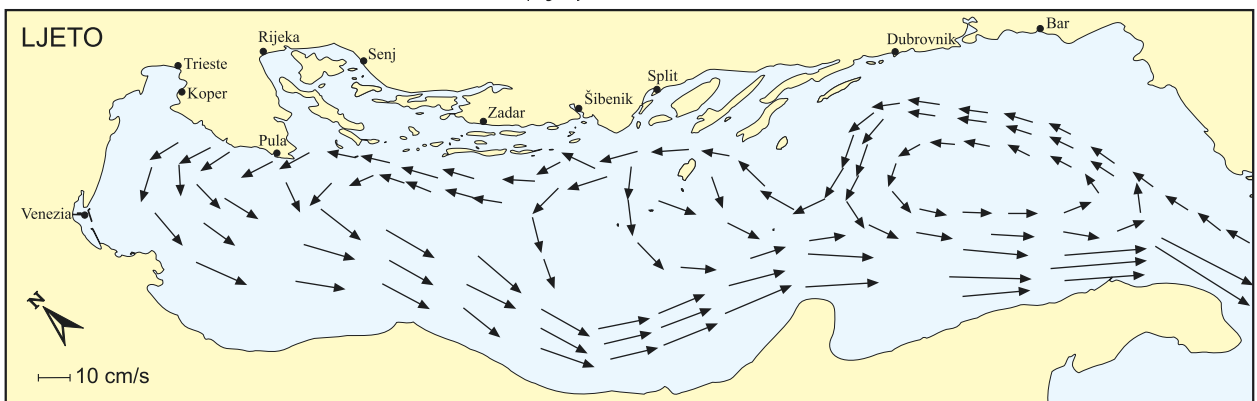 LJETO
Rijeka
Senj
Trieste
Koper
Pula
Zadar
Šibenik
Split
Dubrovnik
Bar
Venezia
N
10 cm/s